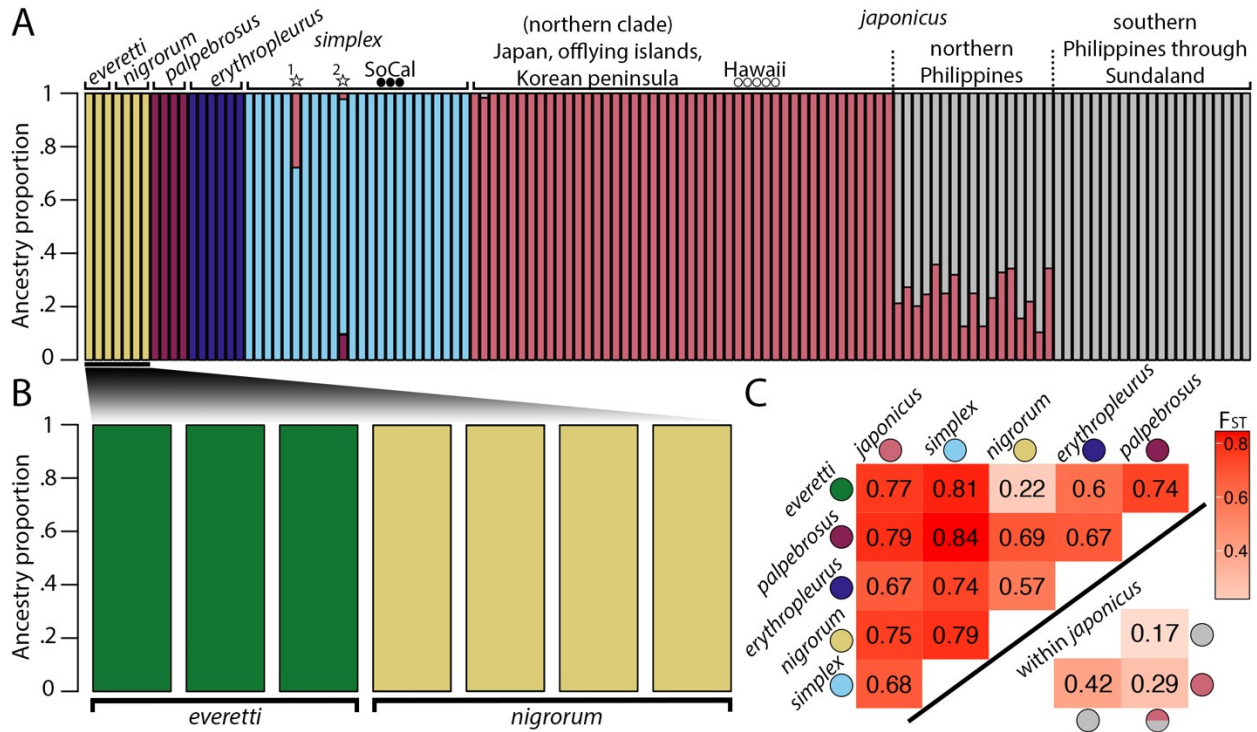 A
everetti
nigrorum
palpebrosus
erythropleurus
simplex
1
2
SoCal
(northern clade)
Japan, offlying islands,
Korean peninsula
Hawaii
japonicus
northern
Philippines
southern
Philippines through
Sundaland
Ancestry proportion
1
.8
.6
.4
.2
0
B
Ancestry proportion
1
.8
.6
.4
.2
0
everetti
nigrorum
C
japonicus
simplex
nigrorum
erythropleurus
palpebrosus
FST
0.8
0.6
0.4
everetti
0.77 0.81 0.22 0.6 0.74
palpebrosus
0.79 0.84 0.69 0.67
erythropleurus
0.67 0.74 0.57
nigrorum
0.75 0.79
simplex
0.68
within japonicus
0.17
0.42 0.29